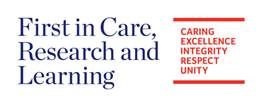 First in Care,
Research and
Learning
CARING
EXCELLENCE
INTEGRITY
RESPECT
UNITY